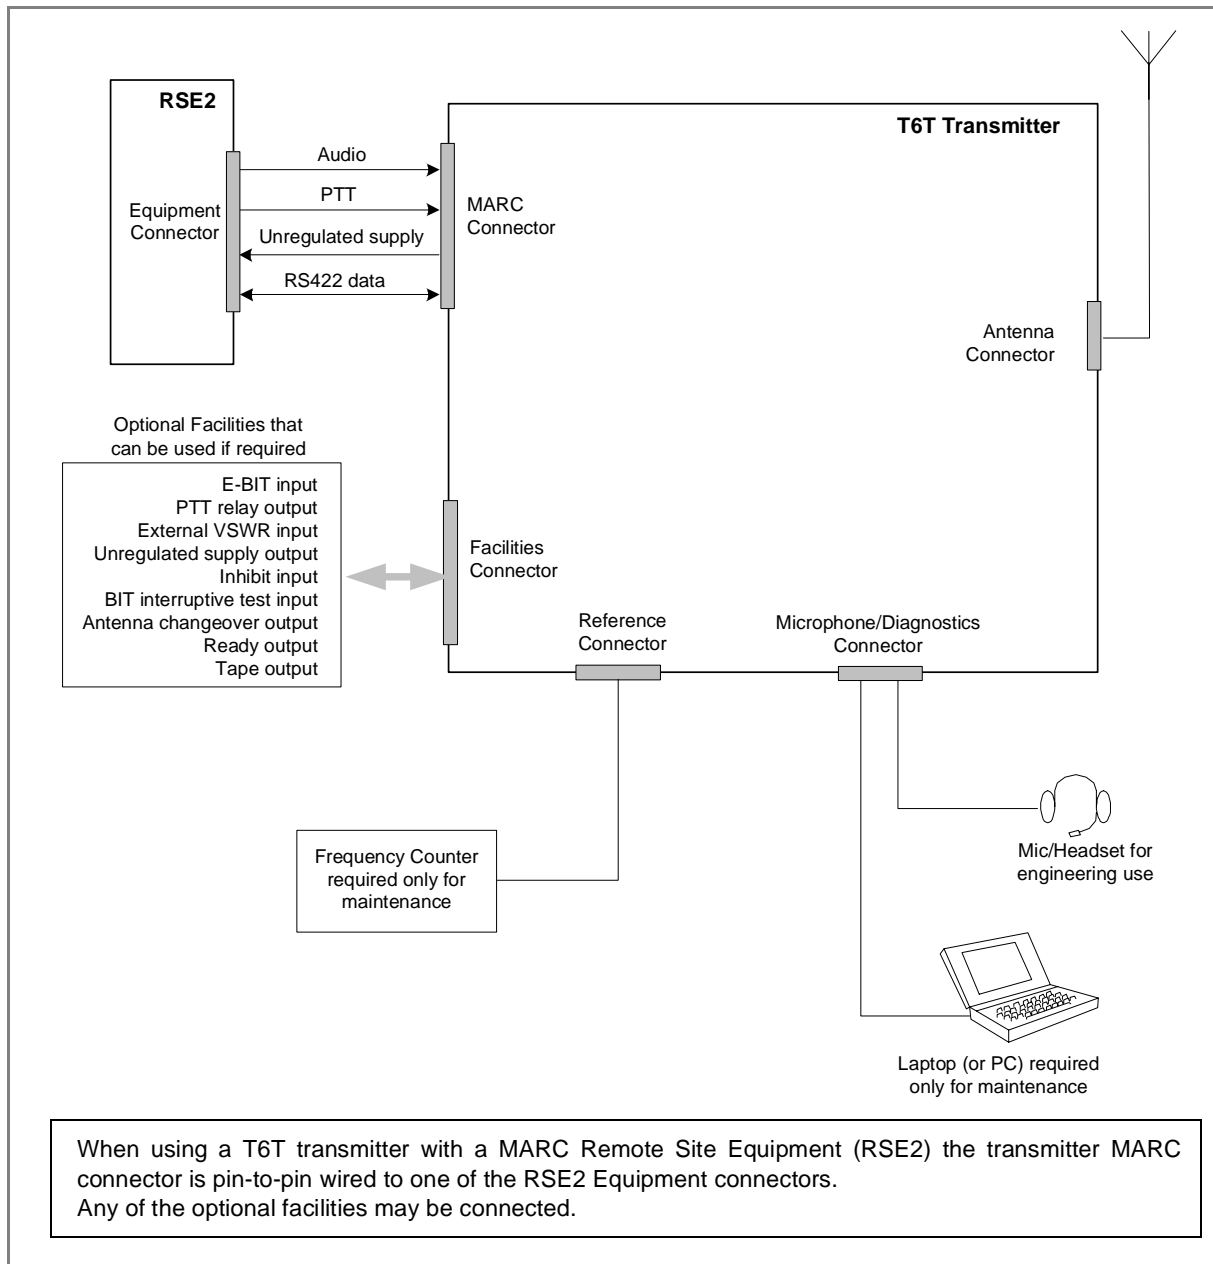 RSE2
T6T Transmitter
Audio
PTT
Equipment
Connector
MARC
Connector
Unregulated supply
RS422 data
Antenna
Connector
Optional Facilities that
can be used if required
E-BIT input
PTT relay output
External VSWR input
Unregulated supply output
Inhibit input
BIT interruptive test input
Antenna changeover output
Ready output
Tape output
Facilities
Connector
Reference
Connector
Microphone/Diagnostics
Connector
Frequency Counter
required only for
maintenance
Mic/Headset for
engineering use
Laptop (or PC) required
only for maintenance
When using a T6T transmitter with a MARC Remote Site Equipment (RSE2) the transmitter MARC
connector is pin-to-pin wired to one of the RSE2 Equipment connectors.
Any of the optional facilities may be connected.